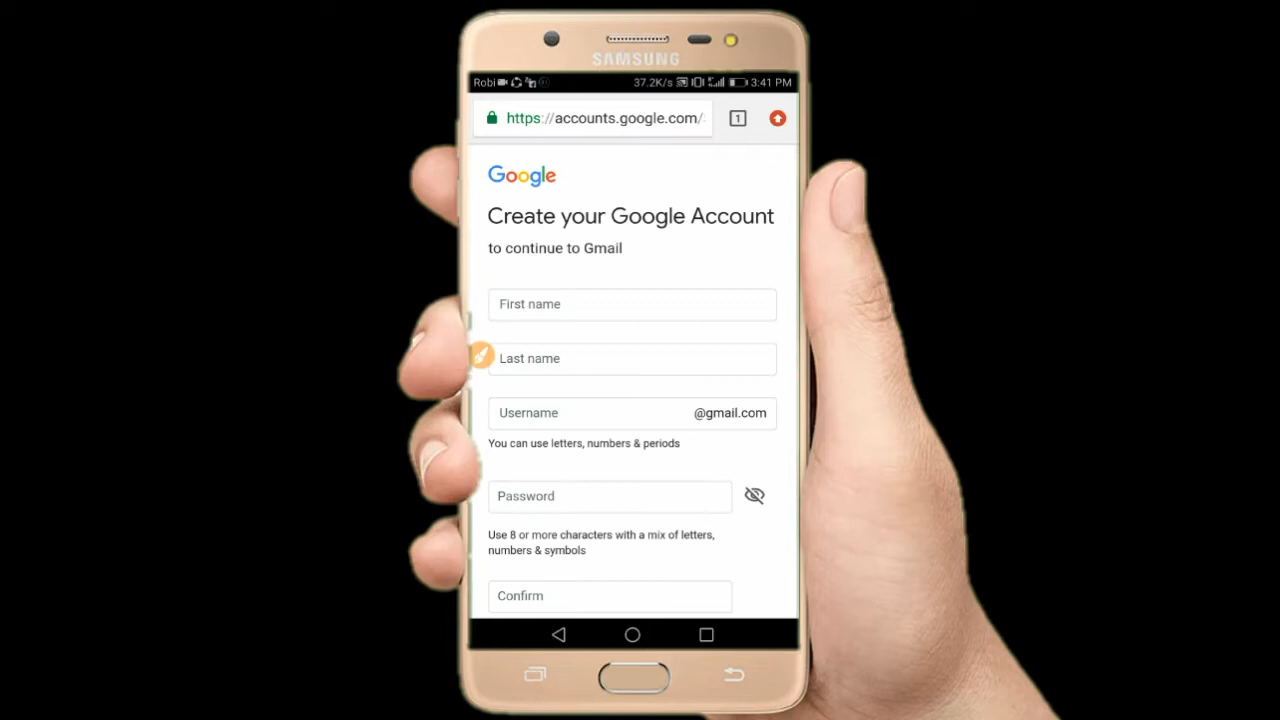 SAMSUNG
Robi 37.2K/s 3:41 PM
https://accounts.google.com/ 1
Google
Create your Google Account
to continue to Gmail
First name
Last name
Username @gmail.com
You can use letters, numbers & periods
Password
Use 8 or more characters with a mix of letters,
numbers & symbols
Confirm